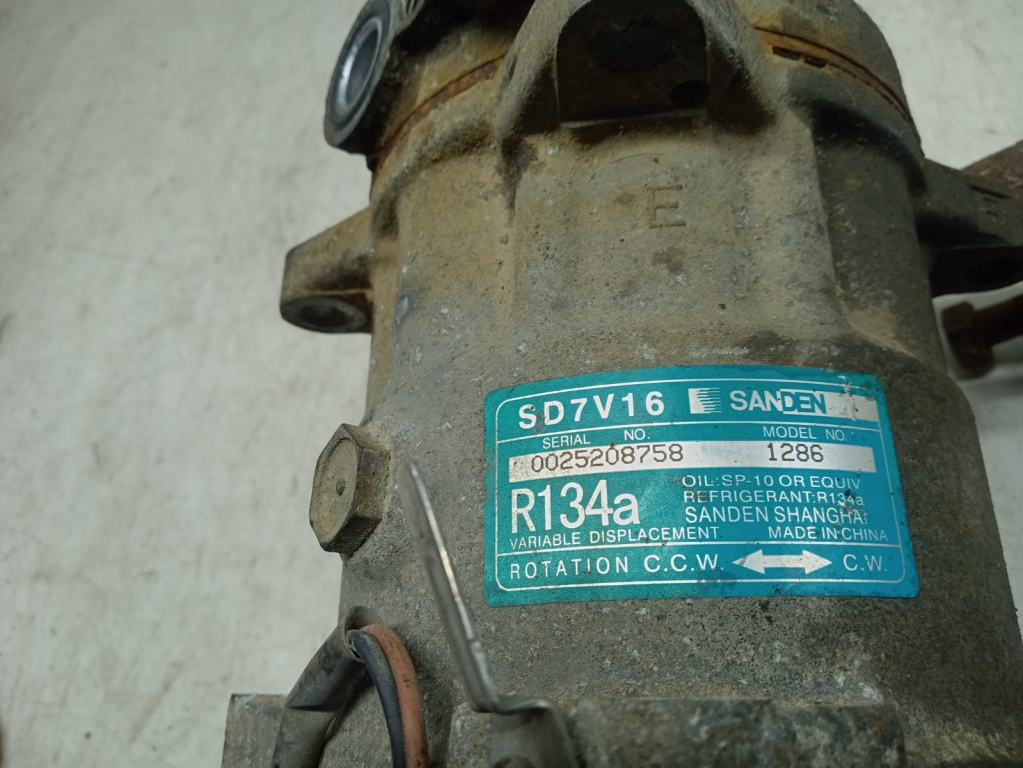 E
SD7V16 SANDEN
SERIAL NO. MODEL NO.
0025208758 1286
R134a
OIL:SP-10 OR EQUIV
REFRIGERANT:R134a
SANDEN SHANGHAI
VARIABLE DISPLACEMENT. MADE IN CHINA
ROTATION C.C.W. C.W.